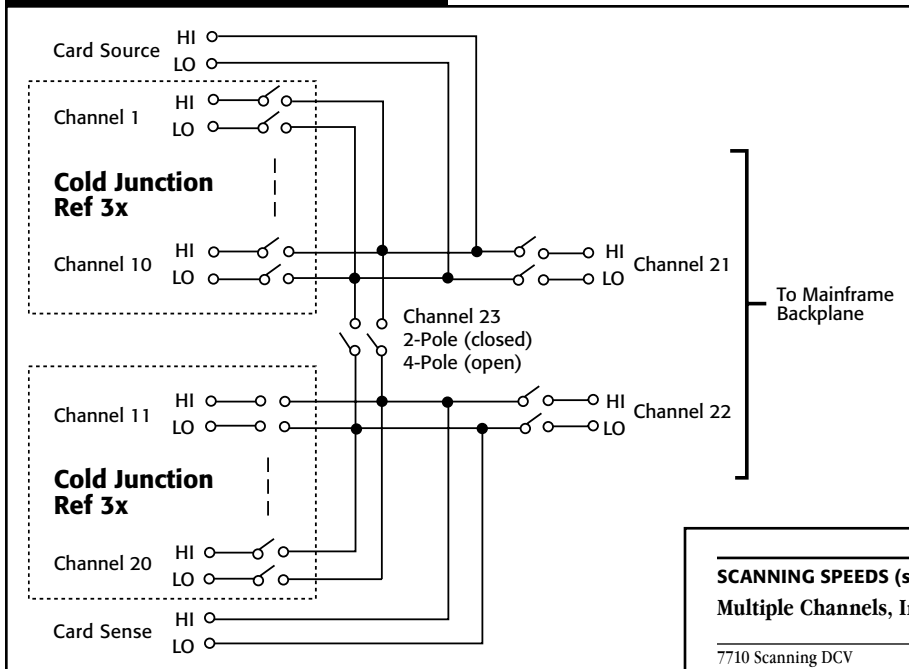 Card Source HI
LO
Channel 1 HI
LO
Cold Junction
Ref 3x
Channel 10 HI
LO
HI
LO
Channel 21
Channel 23
2-Pole (closed)
4-Pole (open)
To Mainframe
Backplane
Channel 11 HI
LO
HI
LO
Channel 22
Cold Junction
Ref 3x
Channel 20 HI
LO
Card Sense HI
LO
SCANNING SPEEDS (s
Multiple Channels, I
7710 Scanning DCV